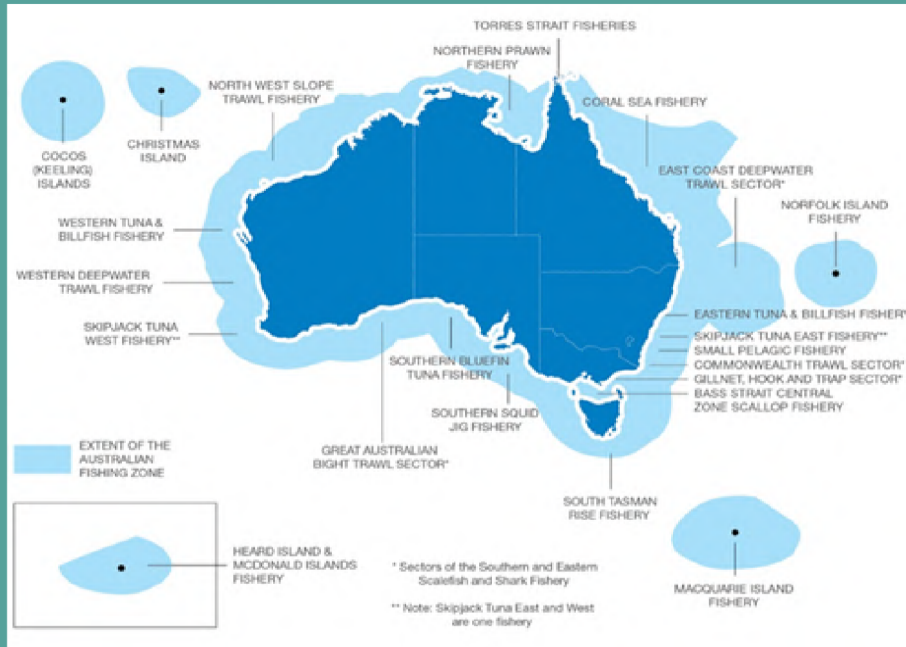 TORRES STRAIT FISHERIES
NORTHERN PRAWN
FISHERY
NORTH WEST SLOPE
TRAWL FISHERY
CORAL SEA FISHERY
CHRISTMAS
ISLAND
COCOS
(KEELING)
ISLANDS
EAST COAST DEEPWATER
TRAWL SECTOR*
NORFOLK ISLAND
FISHERY
WESTERN TUNA &
BILLFISH FISHERY
WESTERN DEEPWATER
TRAWL FISHERY
SKIPJACK TUNA
WEST FISHERY**
EASTERN TUNA & BILLFISH FISHERY
SKIPJACK TUNA EAST FISHERY**
SMALL PELAGIC FISHERY
COMMONWEALTH TRAWL SECTOR*
GILLNET, HOOK AND TRAP SECTOR*
BASS STRAIT CENTRAL
ZONE SCALLOP FISHERY
SOUTHERN BLUEFIN
TUNA FISHERY
SOUTHERN SQUID
JIG FISHERY
GREAT AUSTRALIAN
BIGHT TRAWL SECTOR*
EXTENT OF THE
AUSTRALIAN
FISHING ZONE
SOUTH TASMAN
RISE FISHERY
HEARD ISLAND &
MCDONALD ISLANDS
FISHERY
* Sectors of the Southern and Eastern
Scalefish and Shark Fishery
** Note: Skipjack Tuna East and West
are one fishery
MACQUARIE ISLAND
FISHERY